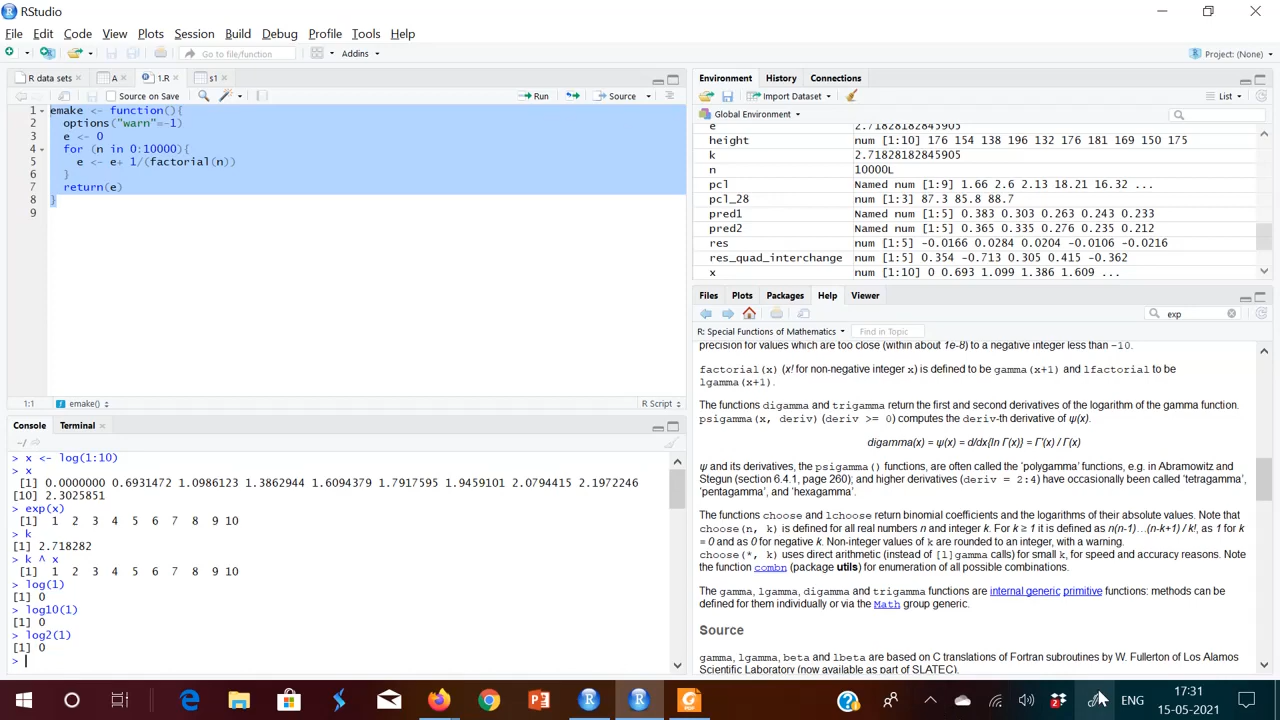 RStudio
File Edit Code View Plots Session Build Debug Profile Tools Help
Go to file/function Addins Project: (None)
R data sets A 1.R s1
Source on Save Run Source
1 emake <- function(){
2 options("warn"=-1)
3 e <- 0
4 for (n in 0:10000){
5 e <- e+ 1/(factorial(n))
6 }
7 return(e)
8 }
9
1:1 emake() R Script
Console Terminal
~/
> x <- log(1:10)
> x
[1] 0.0000000 0.6931472 1.0986123 1.3862944 1.6094379 1.7917595 1.9459101 2.0794415 2.1972246
[10] 2.3025851
> exp(x)
[1] 1 2 3 4 5 6 7 8 9 10
> k
[1] 2.718282
> k ^ x
[1] 1 2 3 4 5 6 7 8 9 10
> log(1)
[1] 0
> log10(1)
[1] 0
> log2(1)
[1] 0
>
Environment History Connections
Import Dataset List
Global Environment
e 2.71828182845905
height num [1:10] 176 154 138 196 132 176 181 169 150 175
k 2.71828182845905
n 10000L
pcl Named num [1:9] 1.66 2.6 2.13 18.21 16.32 ...
pcl_28 num [1:3] 87.3 85.8 88.7
pred1 Named num [1:5] 0.383 0.303 0.263 0.243 0.233
pred2 Named num [1:5] 0.365 0.335 0.276 0.235 0.212
res num [1:5] -0.0166 0.0284 0.0204 -0.0106 -0.0216
res_quad_interchange num [1:5] 0.354 -0.713 0.305 0.415 -0.362
x num [1:10] 0 0.693 1.099 1.386 1.609 ...
Files Plots Packages Help Viewer
exp
R: Special Functions of Mathematics Find in Topic
precision for values which are too close (within about 1e-8) to a negative integer less than -10.
factorial(x) (x! for non-negative integer x) is defined to be gamma(x+1) and lfactorial to be
lgamma(x+1).
The functions digamma and trigamma return the first and second derivatives of the logarithm of the gamma function.
psigamma(x, deriv) (deriv >= 0) computes the deriv-th derivative of ψ(x).
digamma(x) = ψ(x) = d/dx{ln Γ(x)} = Γ'(x) / Γ(x)
ψ and its derivatives, the psigamma() functions, are often called the 'polygamma' functions, e.g. in Abramowitz and
Stegun (section 6.4.1, page 260); and higher derivatives (deriv = 2:4) have occasionally been called 'tetragamma',
'pentagamma', and 'hexagamma'.
The functions choose and lchoose return binomial coefficients and the logarithms of their absolute values. Note that
choose(n, k) is defined for all real numbers n and integer k. For k ≥ 1 it is defined as n(n-1)…(n-k+1) / k!, as 1 for k
= 0 and as 0 for negative k. Non-integer values of k are rounded to an integer, with a warning.
choose(*, k) uses direct arithmetic (instead of [l]gamma calls) for small k, for speed and accuracy reasons. Note
the function combn (package utils) for enumeration of all possible combinations.
The gamma, lgamma, digamma and trigamma functions are internal generic primitive functions: methods can be
defined for them individually or via the Math group generic.
Source
gamma, lgamma, beta and lbeta are based on C translations of Fortran subroutines by W. Fullerton of Los Alamos
Scientific Laboratory (now available as part of SLATEC).
ENG 17:31
15-05-2021